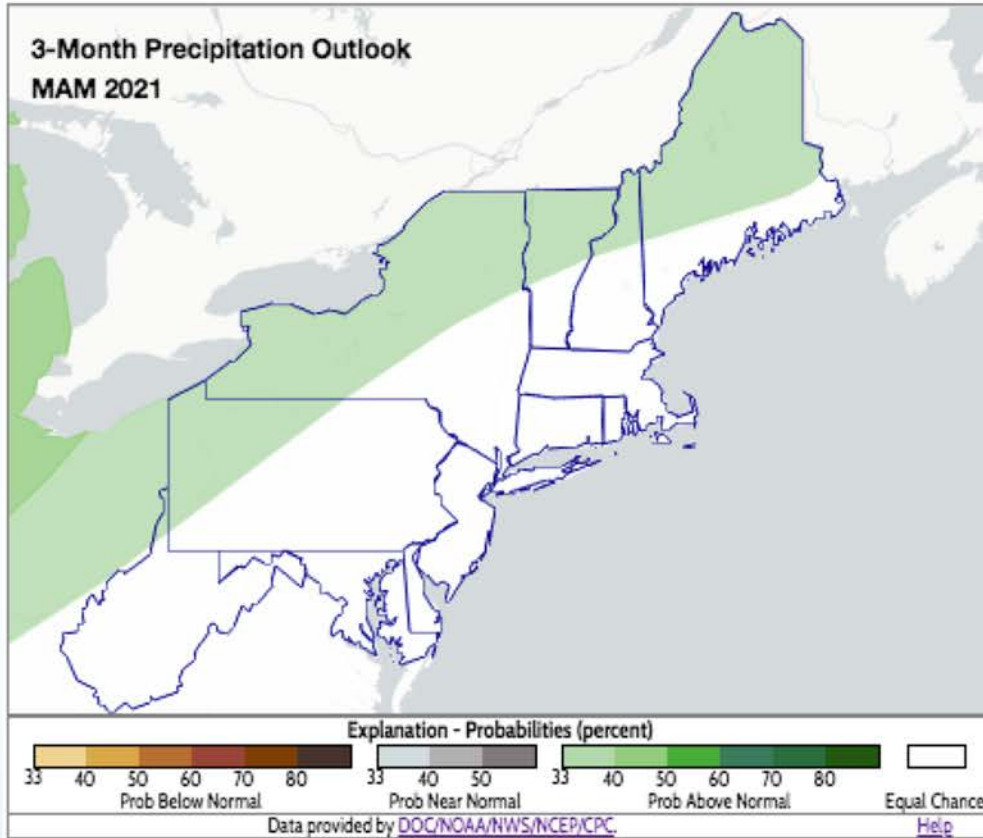 3-Month Precipitation Outlook
MAM 2021
Explanation - Probabilities (percent)
33 40 50 60 70 80 33 40 50 33 40 50 60 70 80
Prob Below Normal Prob Near Normal Prob Above Normal Equal Chance
Data provided by DOC/NOAA/NWS/NCEP/CPC. Help